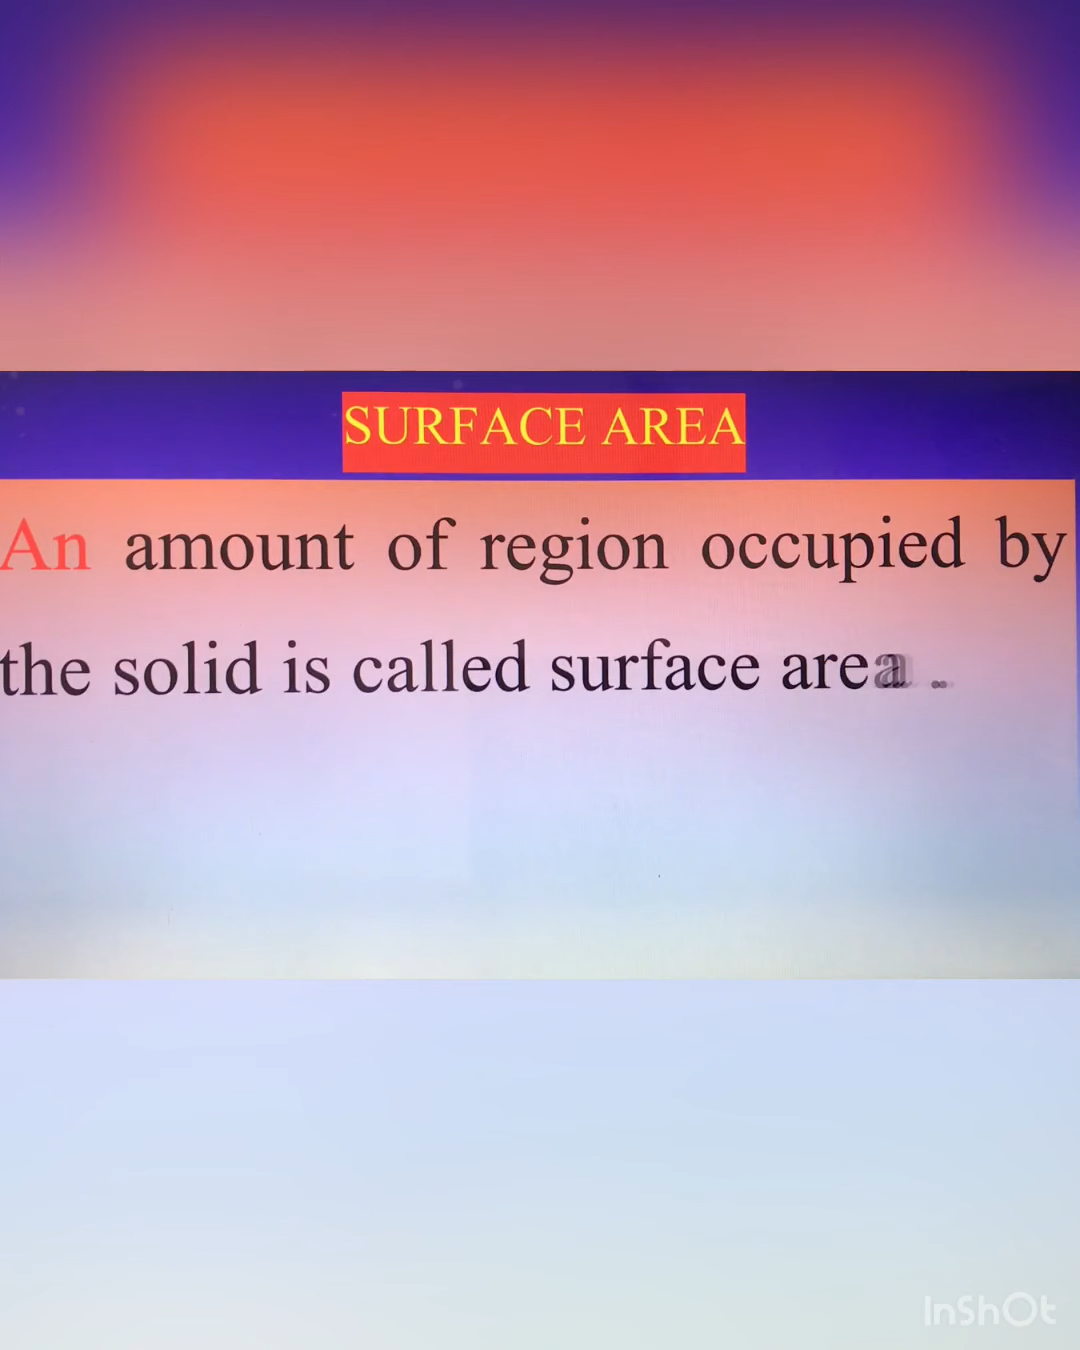 SURFACE AREA
An amount of region occupied by
the solid is called surface area .
InShOt